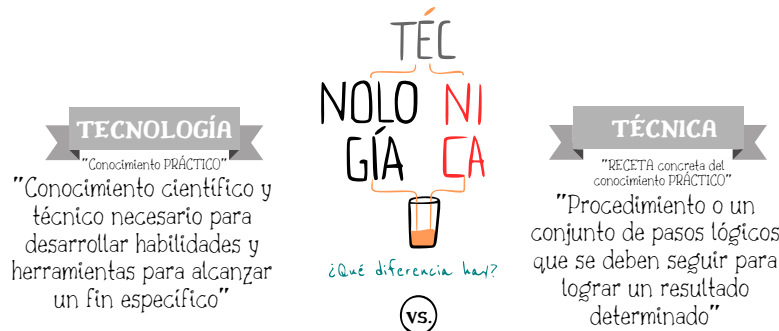 TÉC
NOLO NI
GÍA CA
TECNOLOGÍA
"Conocimiento PRÁCTICO"
"Conocimiento científico y
técnico necesario para
desarrollar habilidades y
herramientas para alcanzar
un fin específico"
¿Qué diferencia hay?
vs.
TÉCNICA
"RECETA concreta del
conocimiento PRÁCTICO"
"Procedimiento o un
conjunto de pasos lógicos
que se deben seguir para
lograr un resultado
determinado"